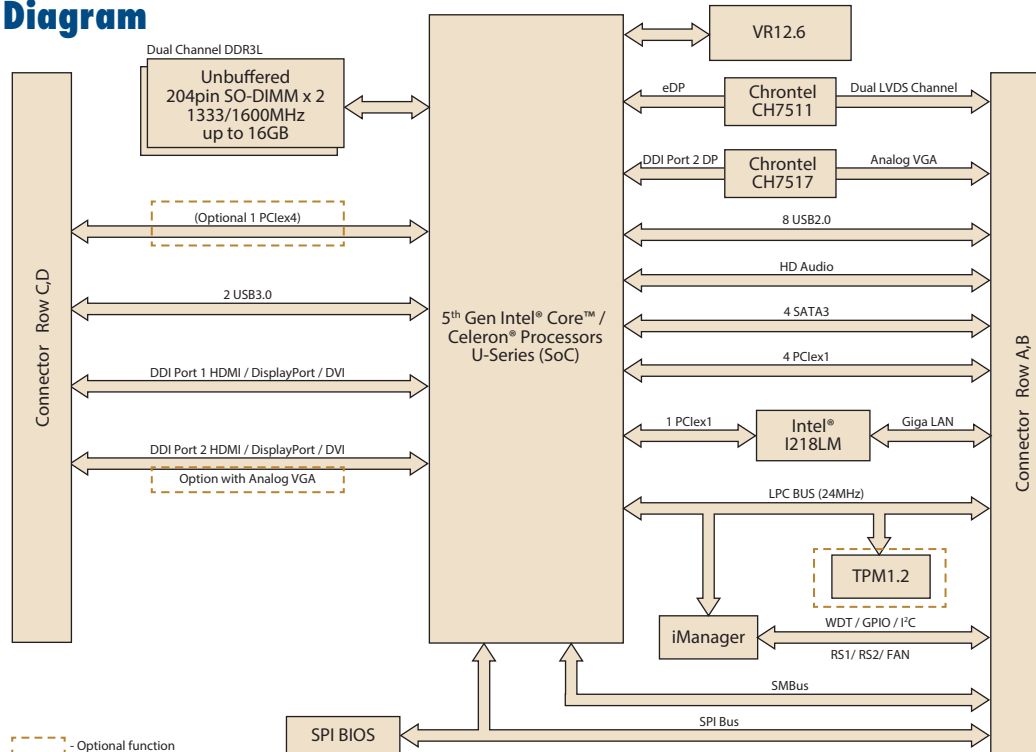 Diagram
Dual Channel DDR3L
Unbuffered
204pin SO-DIMM x 2
1333/1600MHz
up to 16GB
VR12.6
eDP
Chrontel
CH7511
Dual LVDS Channel
DDI Port 2 DP
Chrontel
CH7517
Analog VGA
(Optional 1 PCIex4)
8 USB2.0
HD Audio
2 USB3.0
4 SATA3
5th Gen Intel® Core™ /
Celeron® Processors
U-Series (SoC)
Connector Row C,D
Connector Row A,B
4 PCIex1
DDI Port 1 HDMI / DisplayPort / DVI
1 PCIex1
Intel®
I218LM
Giga LAN
DDI Port 2 HDMI / DisplayPort / DVI
Option with Analog VGA
LPC BUS (24MHz)
TPM1.2
iManager
WDT / GPIO / I²C
RS1/ RS2/ FAN
SMBus
SPI BIOS
SPI Bus
- Optional function